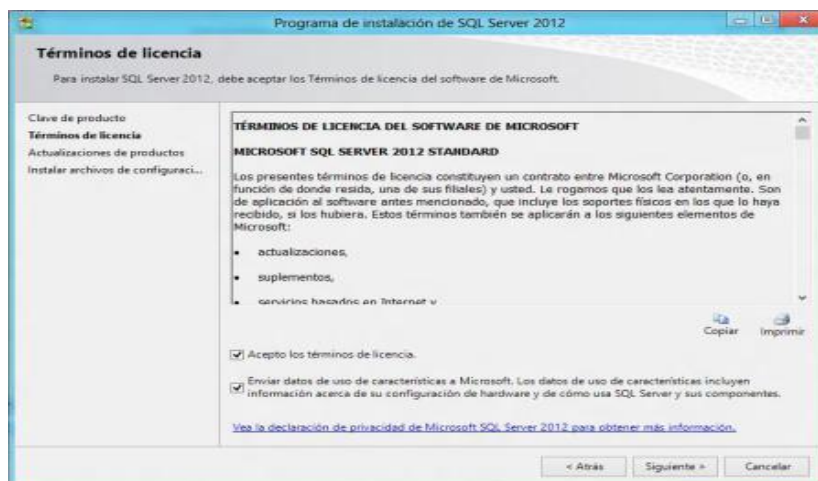 Programa de instalación de SQL Server 2012
Términos de licencia
Para instalar SQL Server 2012, debe aceptar los Términos de licencia del software de Microsoft.
Clave de producto
Términos de licencia
Actualizaciones de productos
Instalar archivos de configuraci...
TÉRMINOS DE LICENCIA DEL SOFTWARE DE MICROSOFT
MICROSOFT SQL SERVER 2012 STANDARD
Los presentes términos de licencia constituyen un contrato entre Microsoft Corporation (o, en
función de donde resida, una de sus filiales) y usted. Le rogamos que los lea atentamente. Son
de aplicación al software antes mencionado, que incluye los soportes físicos en los que lo haya
recibido, si los hubiera. Estos términos también se aplicarán a los siguientes elementos de
Microsoft:
• actualizaciones,
• suplementos,
• servicios basados en Internet y
Copiar Imprimir
Acepto los términos de licencia.
Enviar datos de uso de características a Microsoft. Los datos de uso de características incluyen
información acerca de su configuración de hardware y de cómo usa SQL Server y sus componentes.
Vea la declaración de privacidad de Microsoft SQL Server 2012 para obtener más información.
< Atrás Siguiente > Cancelar